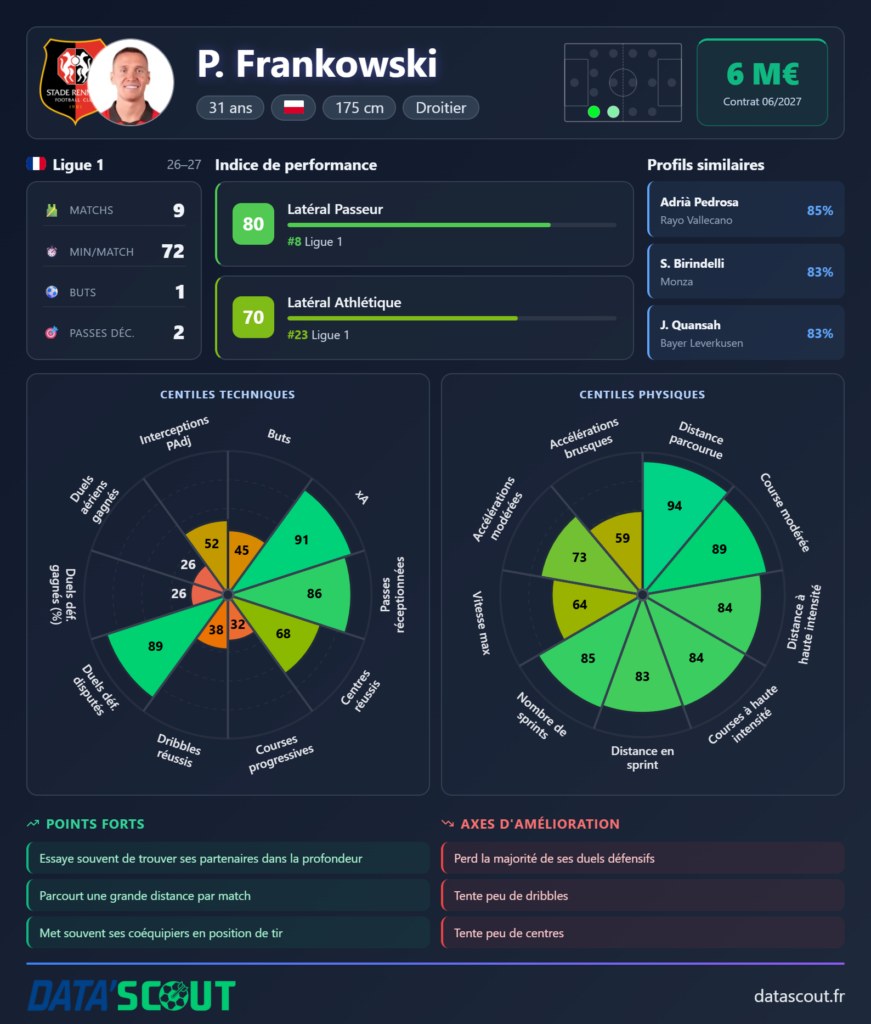 STADE RENNAIS
FOOTBALL CLUB
P. Frankowski
31 ans
175 cm
Droitier
6 M€
Contrat 06/2027
Ligue 1
26–27
MATCHS
9
MIN/MATCH
72
BUTS
1
PASSES DÉC.
2
Indice de performance
80
Latéral Passeur
#8 Ligue 1
70
Latéral Athlétique
#23 Ligue 1
Profils similaires
Adrià Pedrosa
Rayo Vallecano
85%
S. Birindelli
Monza
83%
J. Quansah
Bayer Leverkusen
83%
CENTILES TECHNIQUES
Buts
45
xA
91
Passes
réceptionnées
86
Centres
réussis
68
Courses
progressives
32
Dribbles
réussis
38
Duels déf.
disputés
89
Duels déf.
gagnés (%)
26
Duels
aériens
gagnés
26
Interceptions
PAdj
52
CENTILES PHYSIQUES
Distance
parcourue
94
Course modérée
89
Distance à
haute intensité
84
Courses à haute
intensité
84
Distance en
sprint
83
Nombre de
sprints
85
Vitesse max
64
Accélérations
modérées
73
Accélérations
brusques
59
POINTS FORTS
Essaye souvent de trouver ses partenaires dans la profondeur
Parcourt une grande distance par match
Met souvent ses coéquipiers en position de tir
AXES D'AMÉLIORATION
Perd la majorité de ses duels défensifs
Tente peu de dribbles
Tente peu de centres
DATA'SCOUT
datascout.fr